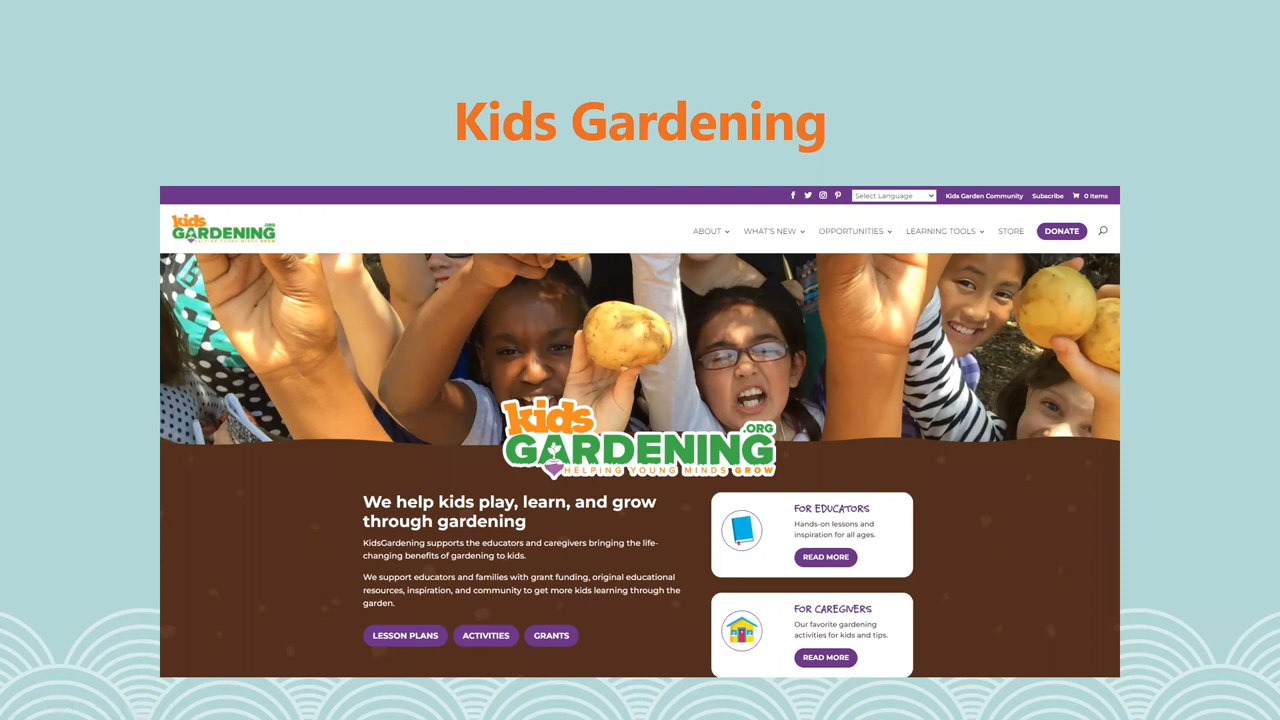 Kids Gardening
Select Language
Kids Garden Community
Subscribe
0 Items
kids
GARDENING
.ORG
HELPING YOUNG MINDS GROW
ABOUT
WHAT'S NEW
OPPORTUNITIES
LEARNING TOOLS
STORE
DONATE
kids
GARDENING
.ORG
HELPING YOUNG MINDS GROW
We help kids play, learn, and grow
through gardening
KidsGardening supports the educators and caregivers bringing the life-
changing benefits of gardening to kids.
We support educators and families with grant funding, original educational
resources, inspiration, and community to get more kids learning through the
garden.
LESSON PLANS
ACTIVITIES
GRANTS
FOR EDUCATORS
Hands-on lessons and
inspiration for all ages.
READ MORE
FOR CAREGIVERS
Our favorite gardening
activities for kids and tips.
READ MORE